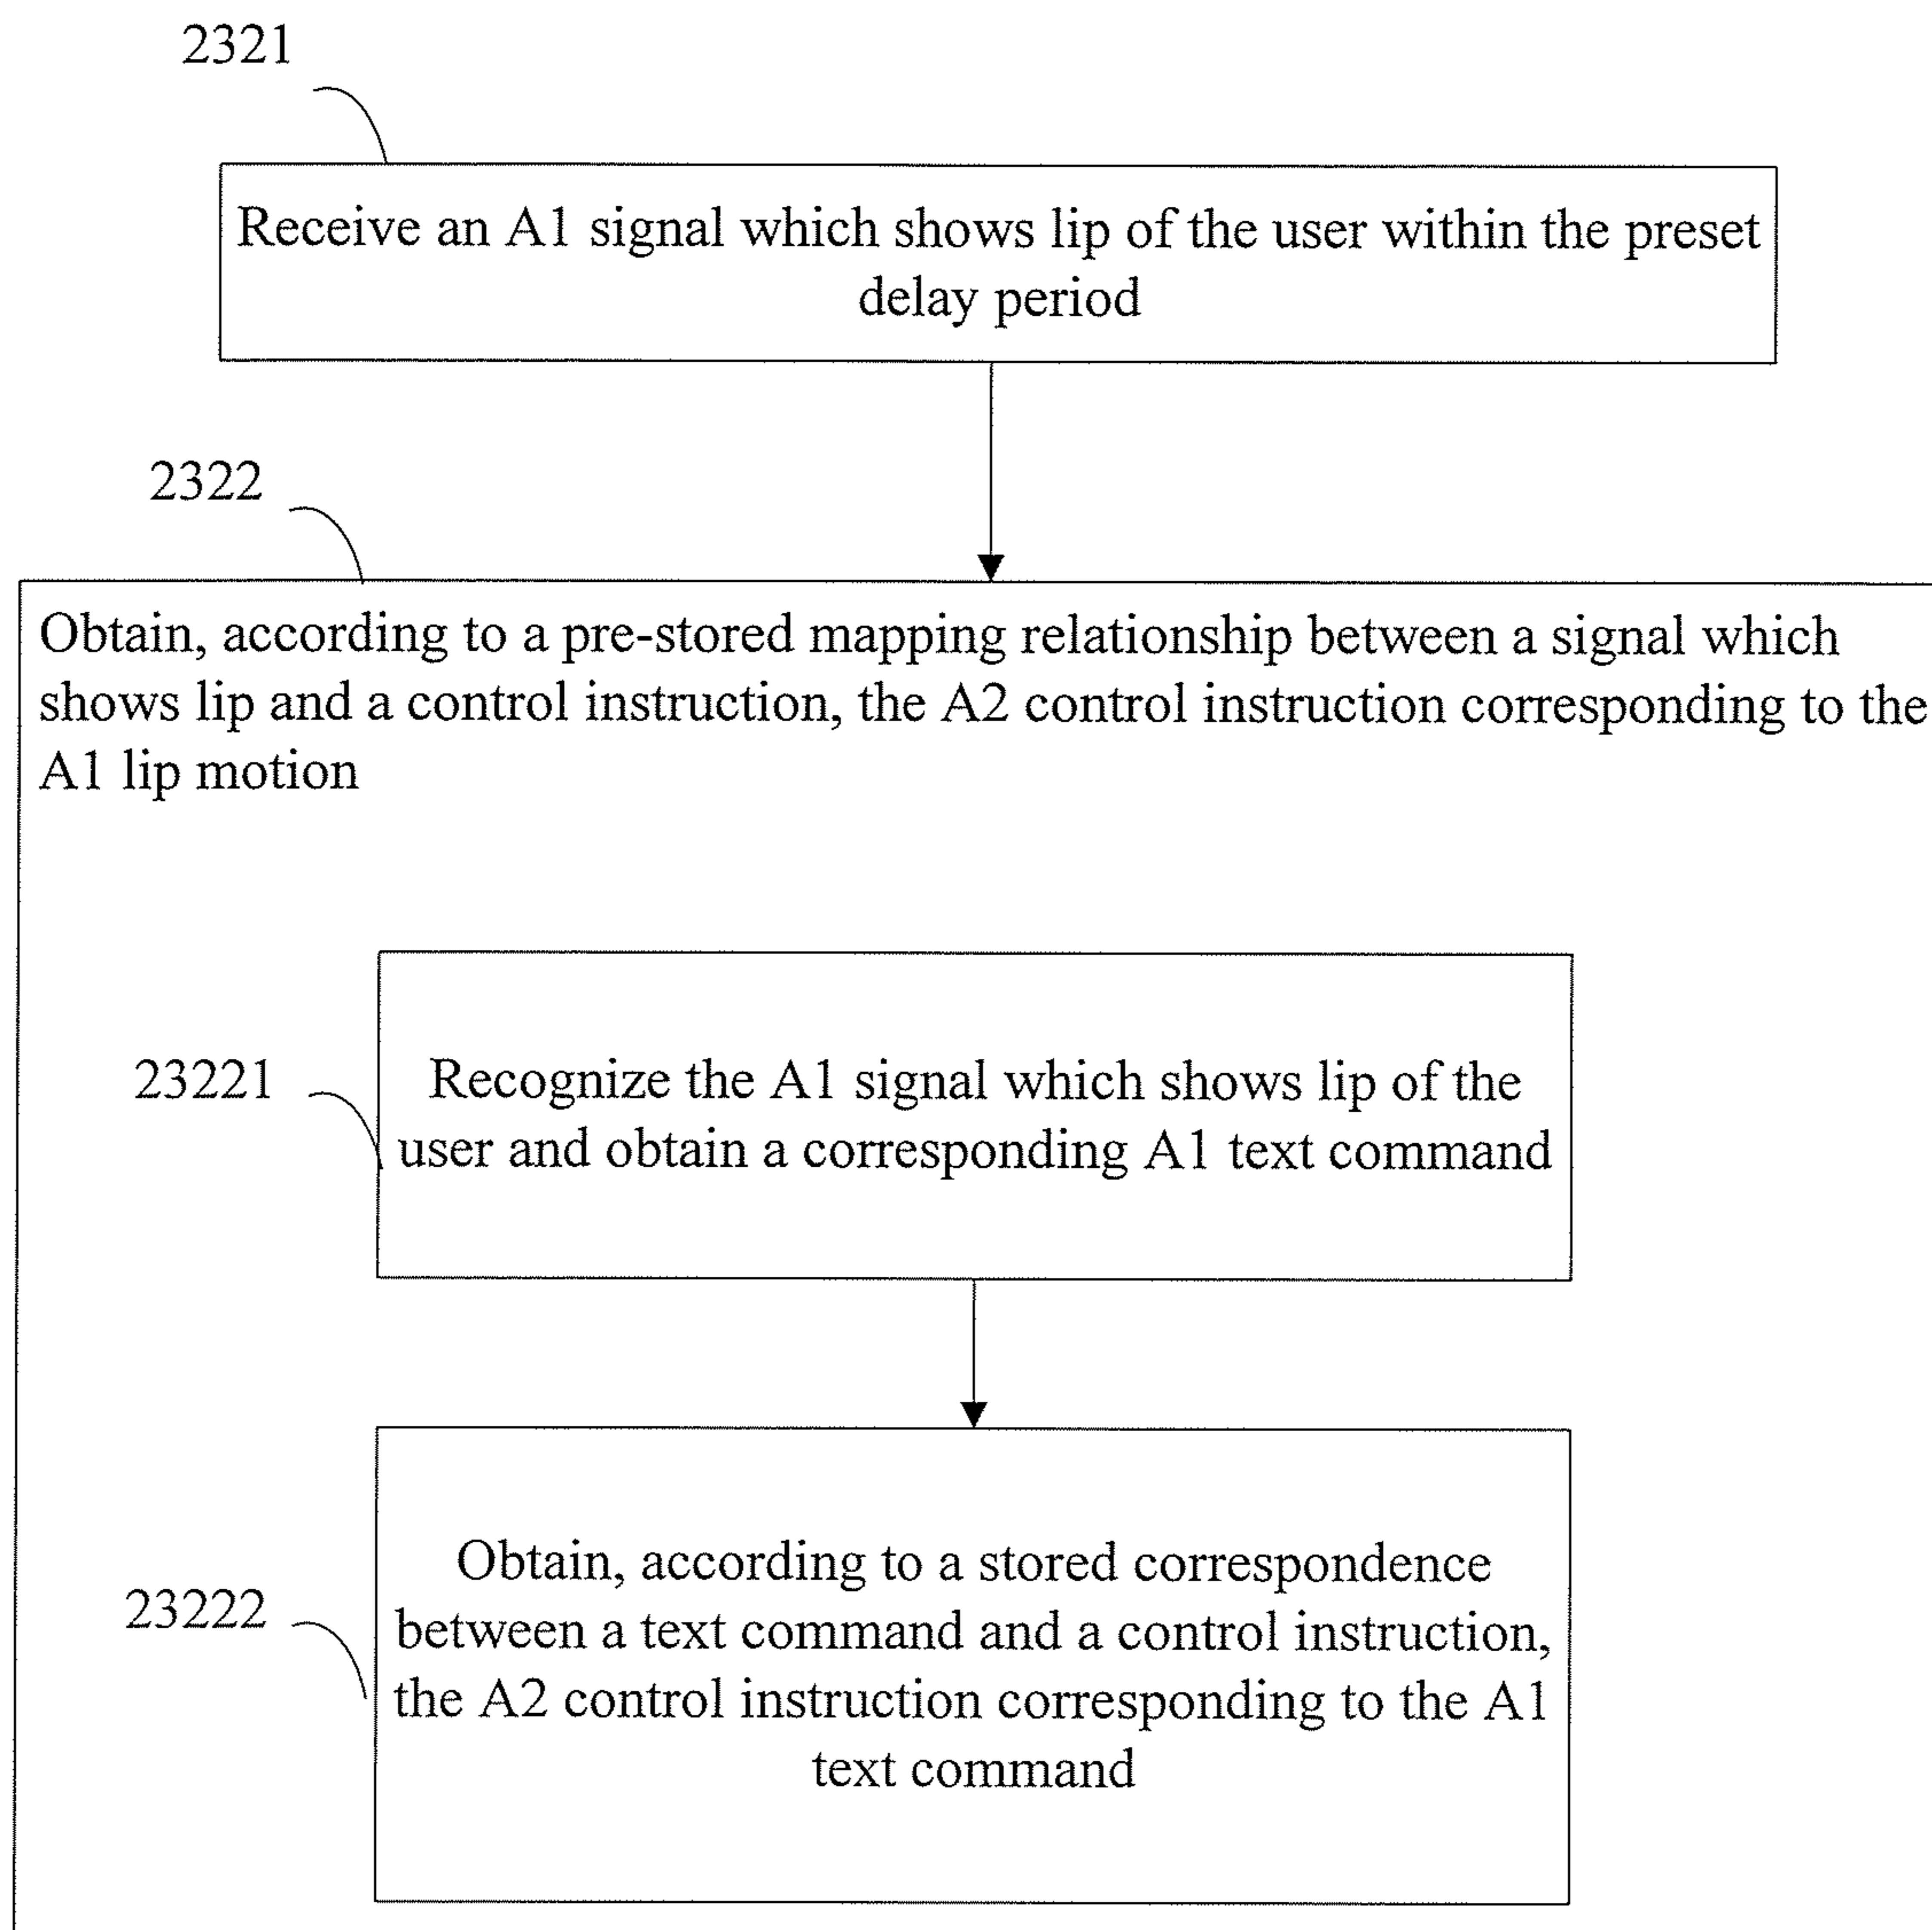 2321
Receive an A1 signal which shows lip of the user within the preset
delay period
2322
Obtain, according to a pre-stored mapping relationship between a signal which
shows lip and a control instruction, the A2 control instruction corresponding to the
A1 lip motion
23221
Recognize the A1 signal which shows lip of the
user and obtain a corresponding A1 text command
23222
Obtain, according to a stored correspondence
between a text command and a control instruction,
the A2 control instruction corresponding to the A1
text command